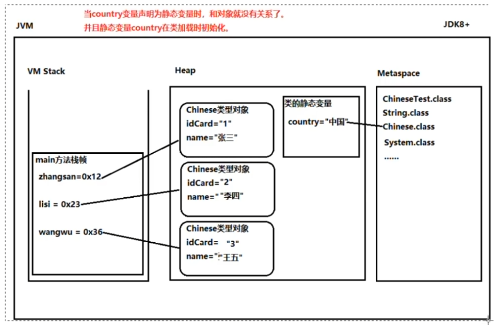 当country变量声明为静态变量时，和对象就没有关系了。
并且静态变量country在类加载时初始化。
JVM
JDK8+
VM Stack
main方法栈帧
zhangsan=0x12
lisi = 0x23
wangwu = 0x36
Heap
Chinese类型对象
idCard="1"
name="张三"
Chinese类型对象
idCard="2"
name="李四"
Chinese类型对象
idCard= "3"
name="王五"
类的静态变量
country="中国"
Metaspace
ChineseTest.class
String.class
Chinese.class
System.class
......